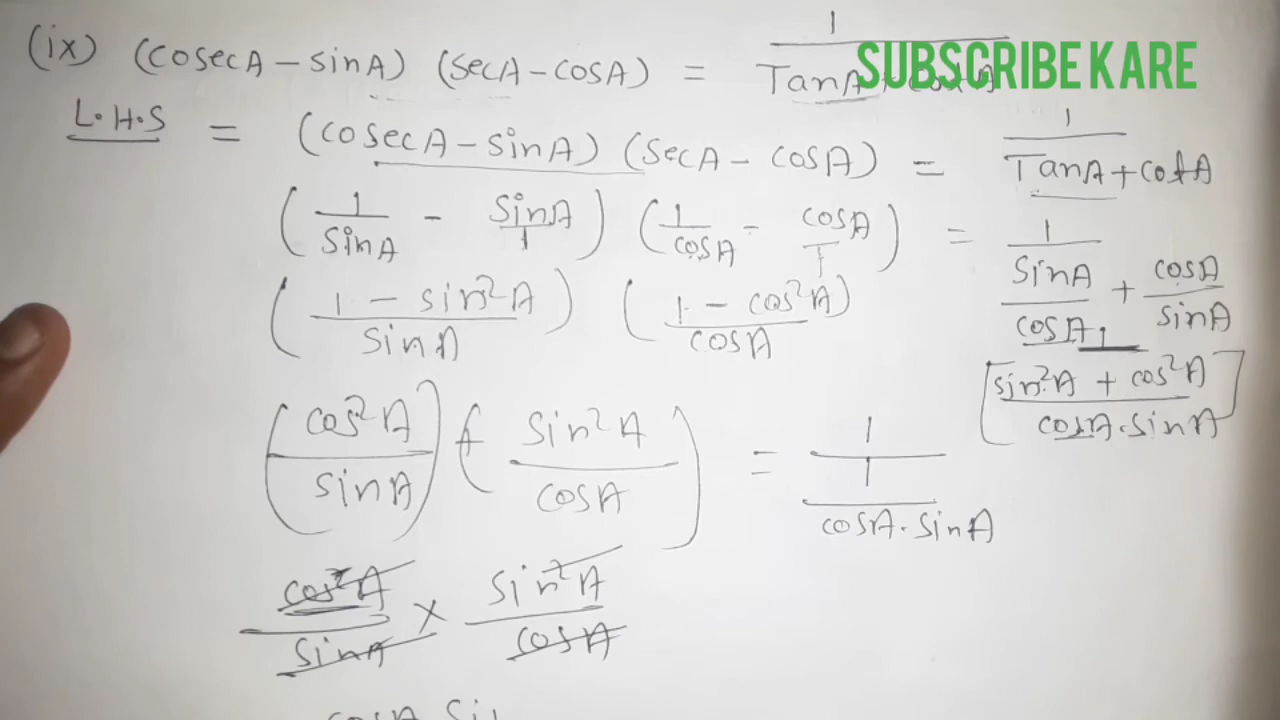 (ix) (cosecA - sinA) (secA - cosA) = 1 / TanA
SUBSCRIBE KARE
L.H.S = (cosecA - sinA) (secA - cosA) = 1 / TanA + cotA
(1/sinA - sinA/1) (1/cosA - cosA/1) = 1 / sinA/cosA + cosA/sinA
(1 - sin²A / sinA) (1 - cos²A / cosA)
[sin²A + cos²A / cosA.sinA]
(cos²A / sinA) (sin²A / cosA) = 1 / 1 / cosA.sinA
cos²A / sinA × sin²A / cosA
cosA